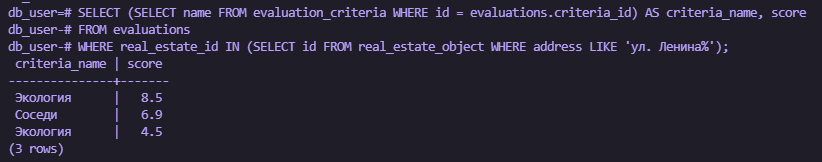 db_user=# SELECT (SELECT name FROM evaluation_criteria WHERE id = evaluations.criteria_id) AS criteria_name, score
db_user-# FROM evaluations
db_user-# WHERE real_estate_id IN (SELECT id FROM real_estate_object WHERE address LIKE 'ул. Ленина%');
 criteria_name | score
---------------+-------
 Экология      |   8.5
 Соседи        |   6.9
 Экология      |   4.5
(3 rows)